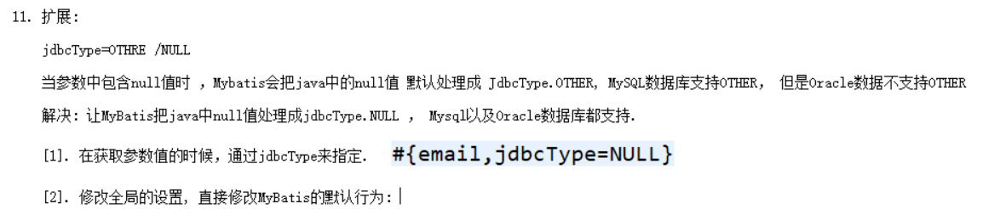 11. 扩展:
jdbcType=OTHRE /NULL
当参数中包含null值时 ，Mybatis会把java中的null值 默认处理成 JdbcType.OTHER, MySQL数据库支持OTHER， 但是Oracle数据不支持OTHER
解决: 让MyBatis把java中null值处理成jdbcType.NULL ， Mysql以及Oracle数据库都支持.
[1]. 在获取参数值的时候，通过jdbcType来指定. #{email,jdbcType=NULL}
[2]. 修改全局的设置, 直接修改MyBatis的默认行为: